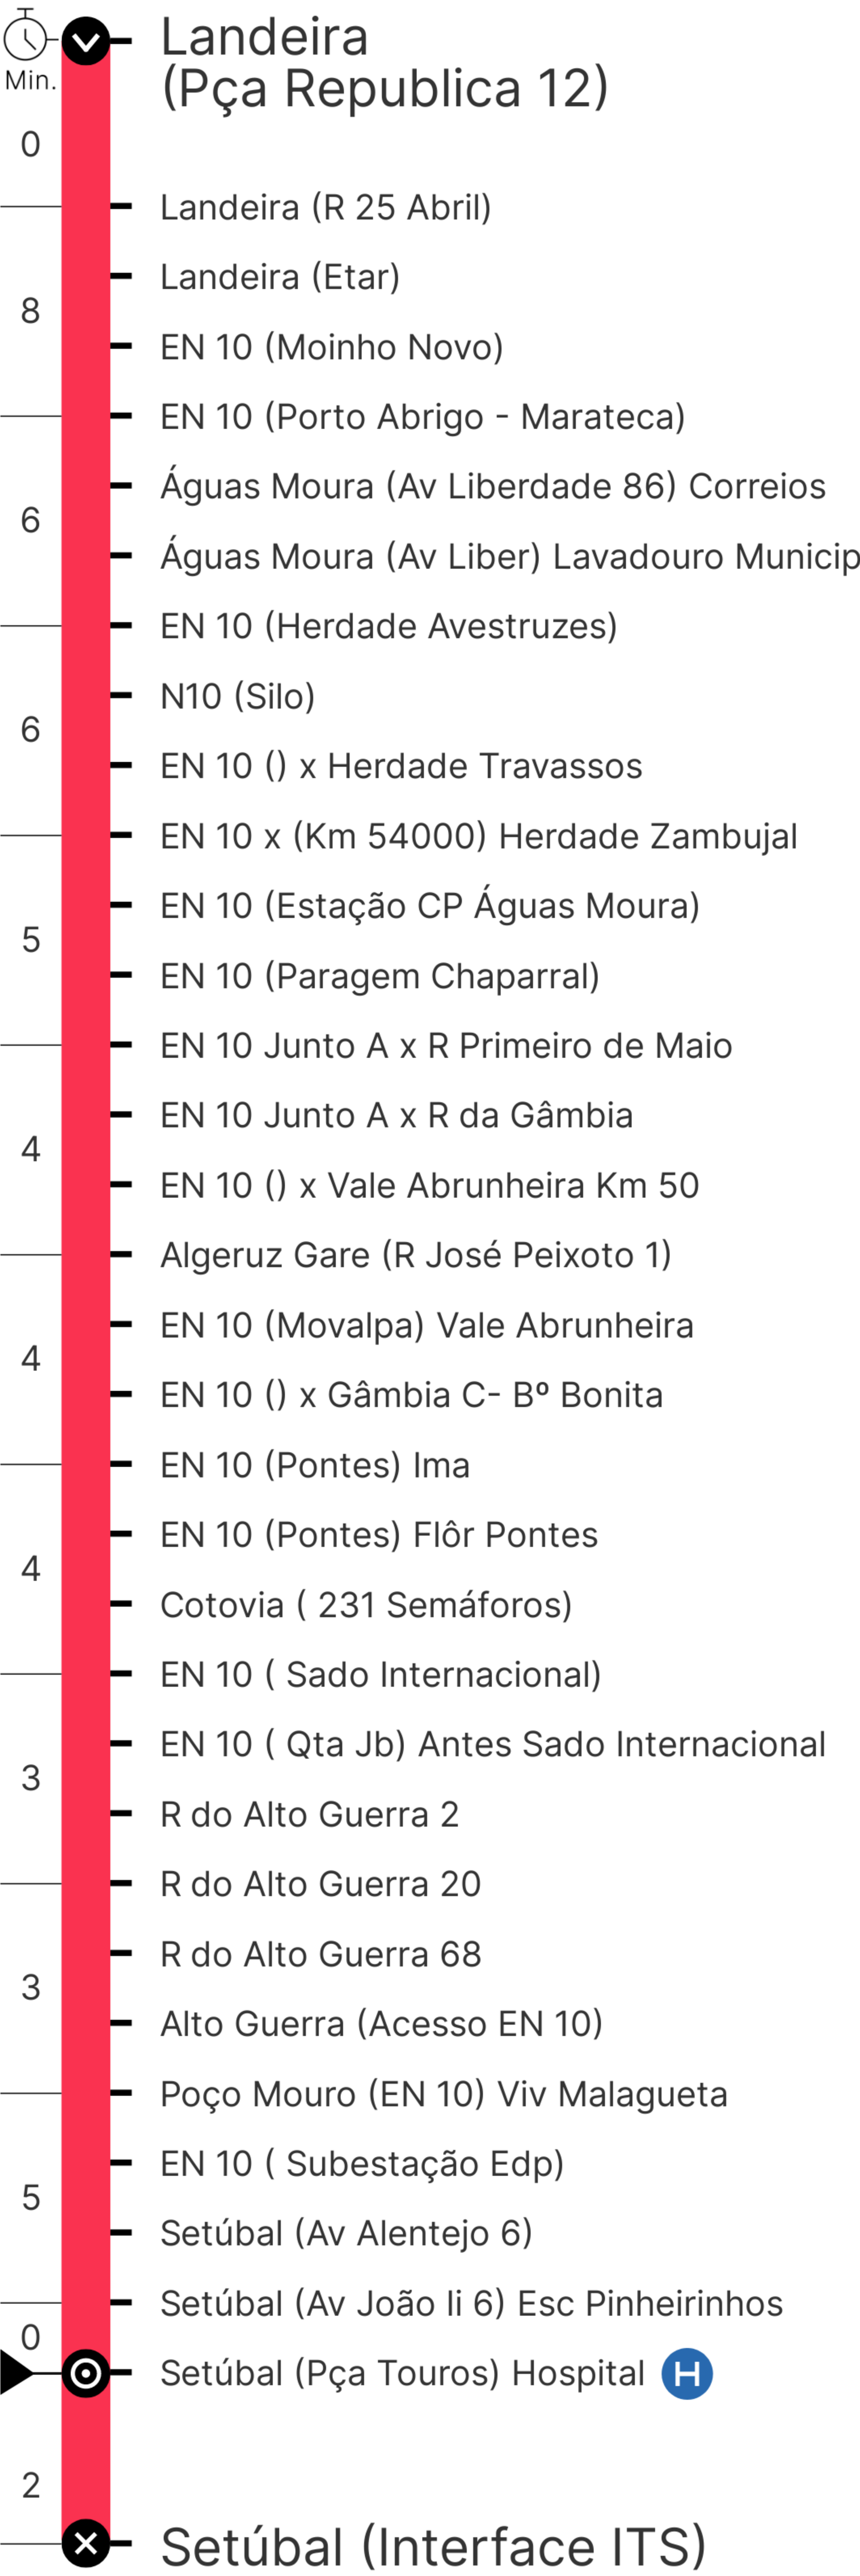 Min.
Landeira
(Pça Republica 12)
0
Landeira (R 25 Abril)
Landeira (Etar)
8
EN 10 (Moinho Novo)
EN 10 (Porto Abrigo - Marateca)
Águas Moura (Av Liberdade 86) Correios
6
Águas Moura (Av Liber) Lavadouro Municip
EN 10 (Herdade Avestruzes)
N10 (Silo)
6
EN 10 () x Herdade Travassos
EN 10 x (Km 54000) Herdade Zambujal
EN 10 (Estação CP Águas Moura)
5
EN 10 (Paragem Chaparral)
EN 10 Junto A x R Primeiro de Maio
EN 10 Junto A x R da Gâmbia
4
EN 10 () x Vale Abrunheira Km 50
Algeruz Gare (R José Peixoto 1)
EN 10 (Movalpa) Vale Abrunheira
4
EN 10 () x Gâmbia C- Bº Bonita
EN 10 (Pontes) Ima
EN 10 (Pontes) Flôr Pontes
4
Cotovia ( 231 Semáforos)
EN 10 ( Sado Internacional)
EN 10 ( Qta Jb) Antes Sado Internacional
3
R do Alto Guerra 2
R do Alto Guerra 20
R do Alto Guerra 68
3
Alto Guerra (Acesso EN 10)
Poço Mouro (EN 10) Viv Malagueta
EN 10 ( Subestação Edp)
5
Setúbal (Av Alentejo 6)
Setúbal (Av João Ii 6) Esc Pinheirinhos
0
Setúbal (Pça Touros) Hospital H
2
Setúbal (Interface ITS)